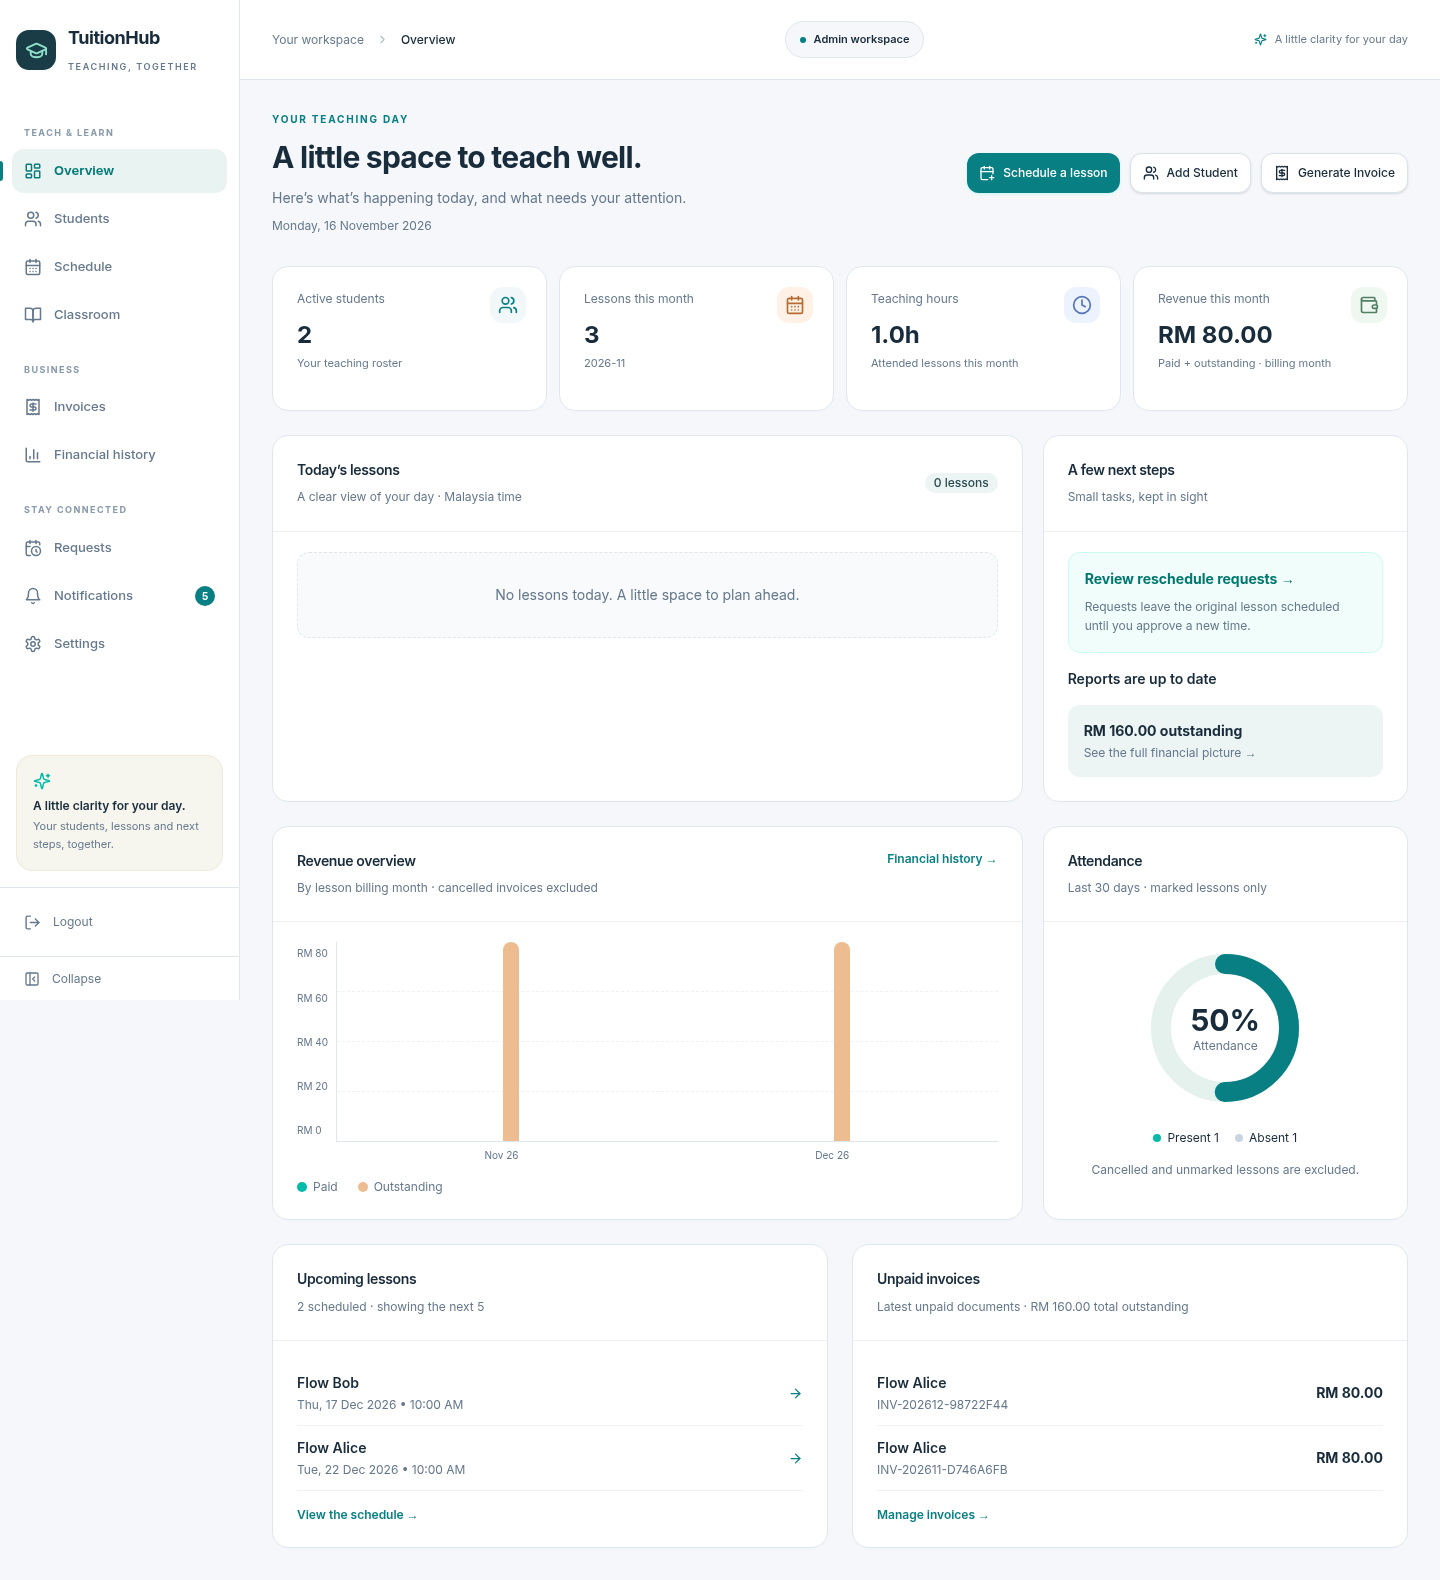 TuitionHub
TEACHING, TOGETHER
TEACH & LEARN
Overview
Students
Schedule
Classroom
BUSINESS
Invoices
Financial history
STAY CONNECTED
Requests
Notifications 5
Settings
A little clarity for your day.
Your students, lessons and next
steps, together.
Logout
Collapse
Your workspace > Overview
Admin workspace
A little clarity for your day
YOUR TEACHING DAY
A little space to teach well.
Here’s what’s happening today, and what needs your attention.
Monday, 16 November 2026
Schedule a lesson
Add Student
Generate Invoice
Active students
2
Your teaching roster
Lessons this month
3
2026-11
Teaching hours
1.0h
Attended lessons this month
Revenue this month
RM 80.00
Paid + outstanding · billing month
Today’s lessons
A clear view of your day · Malaysia time
0 lessons
No lessons today. A little space to plan ahead.
A few next steps
Small tasks, kept in sight
Review reschedule requests →
Requests leave the original lesson scheduled
until you approve a new time.
Reports are up to date
RM 160.00 outstanding
See the full financial picture →
Revenue overview
By lesson billing month · cancelled invoices excluded
Financial history →
RM 80
RM 60
RM 40
RM 20
RM 0
Nov 26
Dec 26
Paid
Outstanding
Attendance
Last 30 days · marked lessons only
50%
Attendance
Present 1
Absent 1
Cancelled and unmarked lessons are excluded.
Upcoming lessons
2 scheduled · showing the next 5
Flow Bob
Thu, 17 Dec 2026 • 10:00 AM
→
Flow Alice
Tue, 22 Dec 2026 • 10:00 AM
→
View the schedule →
Unpaid invoices
Latest unpaid documents · RM 160.00 total outstanding
Flow Alice
INV-202612-98722F44
RM 80.00
Flow Alice
INV-202611-D746A6FB
RM 80.00
Manage invoices →